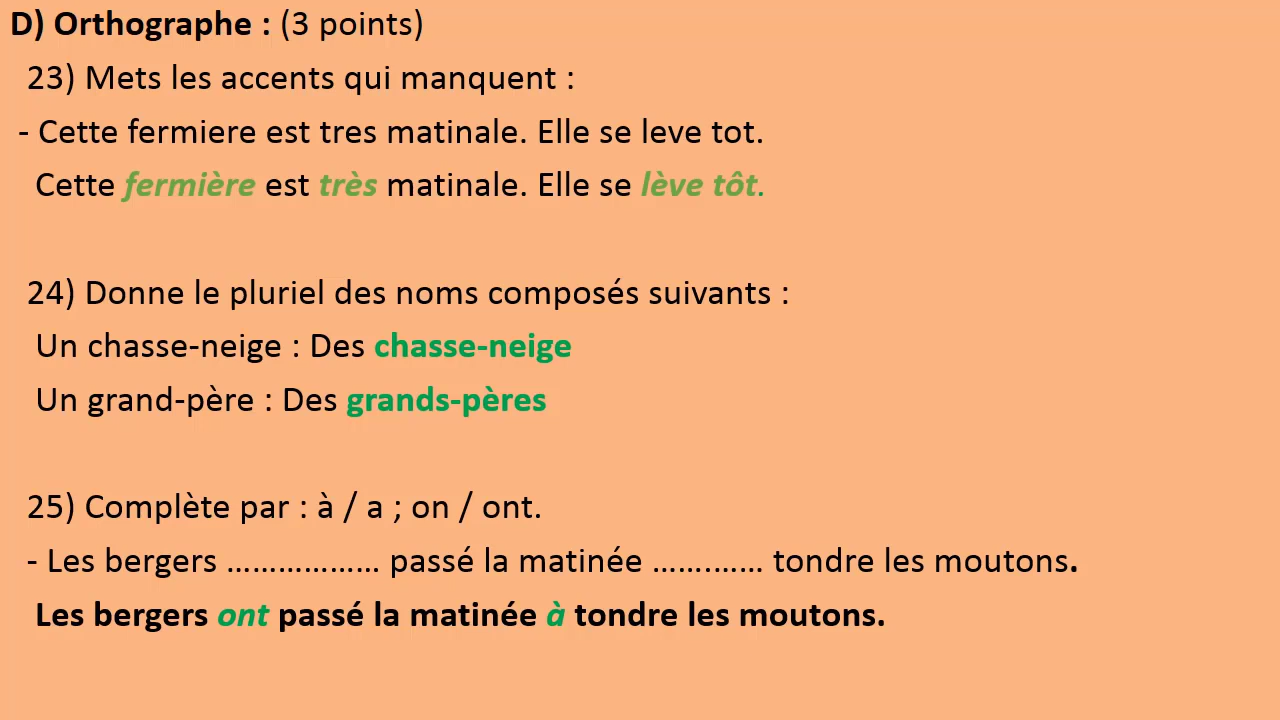 D) Orthographe : (3 points)
23) Mets les accents qui manquent :
- Cette fermiere est tres matinale. Elle se leve tot.
Cette fermière est très matinale. Elle se lève tôt.
24) Donne le pluriel des noms composés suivants :
Un chasse-neige : Des chasse-neige
Un grand-père : Des grands-pères
25) Complète par : à / a ; on / ont.
- Les bergers ……………… passé la matinée …….…… tondre les moutons.
Les bergers ont passé la matinée à tondre les moutons.